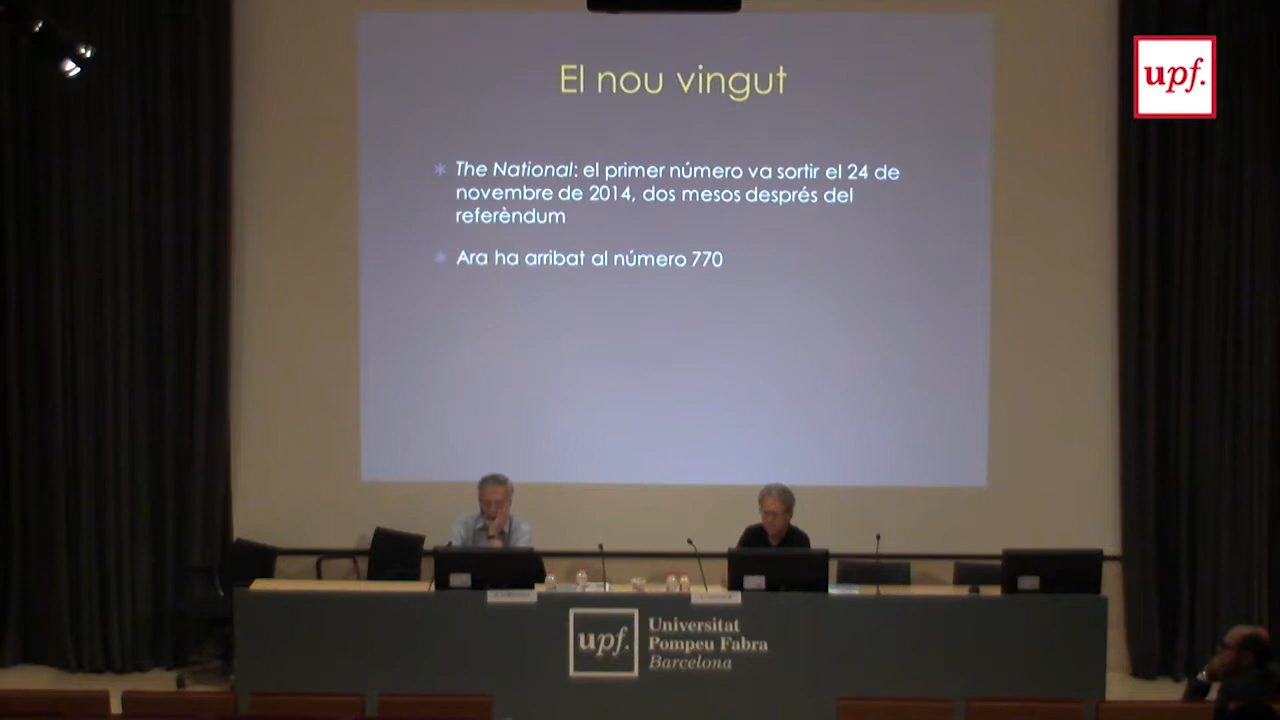 El nou vingut
upf.
* The National: el primer número va sortir el 24 de
novembre de 2014, dos mesos després del
referèndum
* Ara ha arribat al número 770
upf.
Universitat
Pompeu Fabra
Barcelona